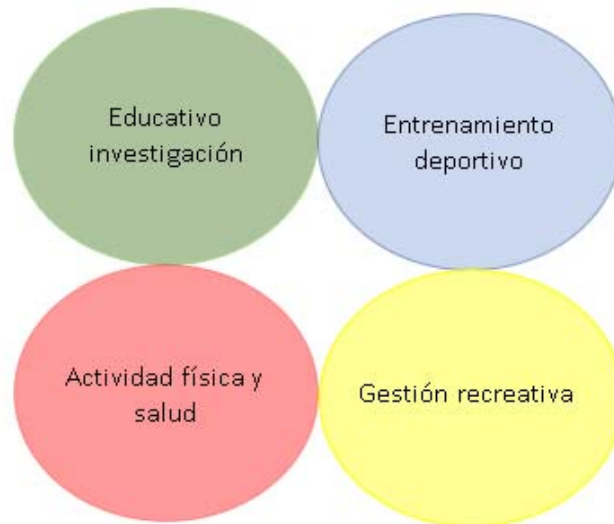 Educativo
investigación
Entrenamiento
deportivo
Actividad física y
salud
Gestión recreativa